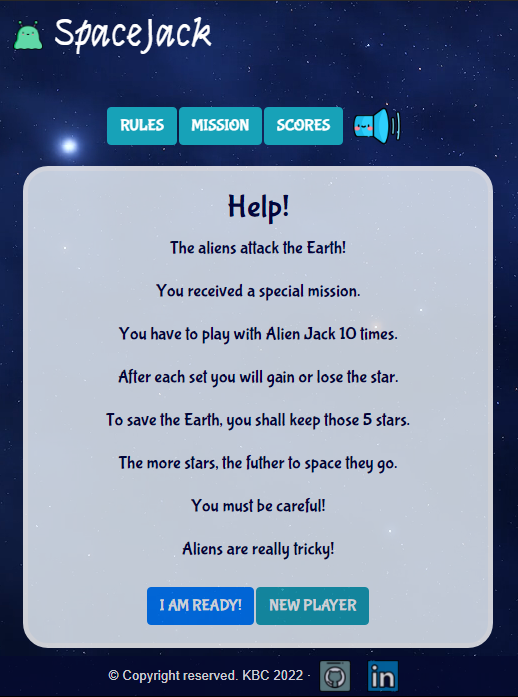 SpaceJack
RULES MISSION SCORES
Help!
The aliens attack the Earth!
You received a special mission.
You have to play with Alien Jack 10 times.
After each set you will gain or lose the star.
To save the Earth, you shall keep those 5 stars.
The more stars, the futher to space they go.
You must be careful!
Aliens are really tricky!
I AM READY! NEW PLAYER
© Copyright reserved. KBC 2022 · in